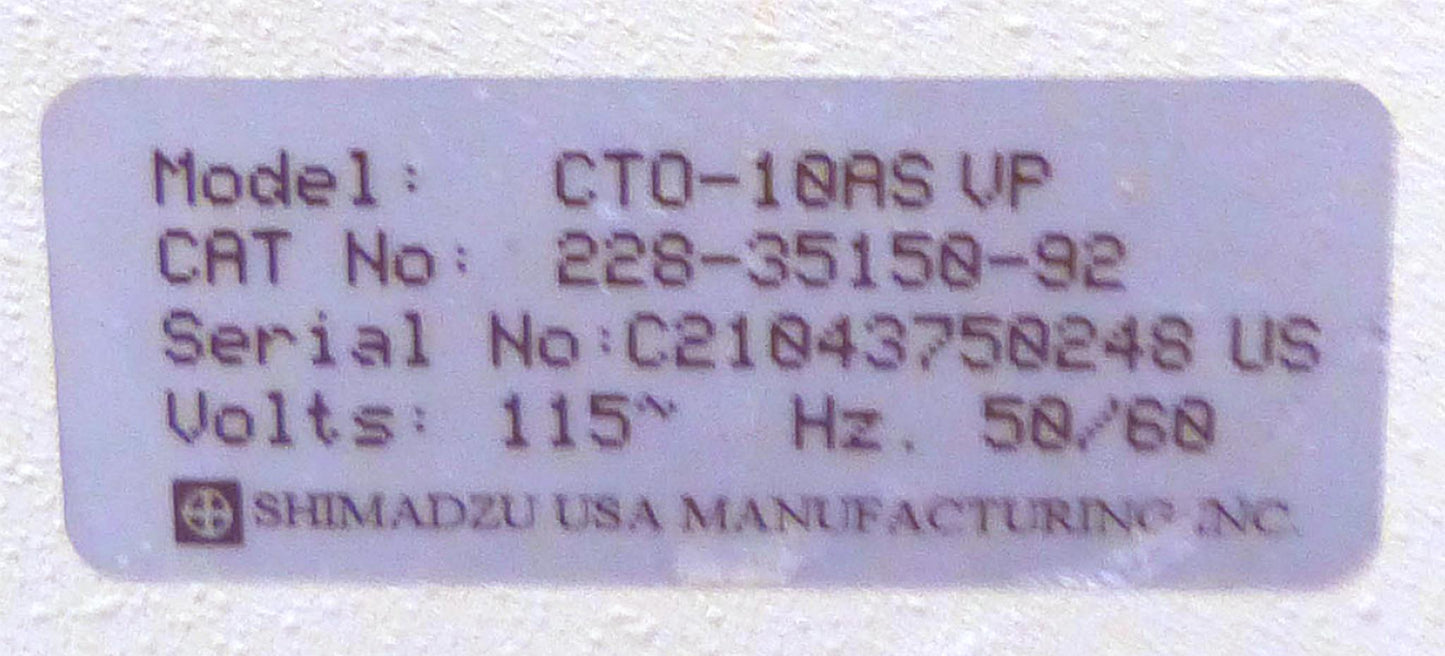 Model: CTO-10AS VP
CAT No: 228-35150-92
Serial No:C21043750248 US
Volts: 115~ Hz. 50/60
SHIMADZU USA MANUFACTURING INC.